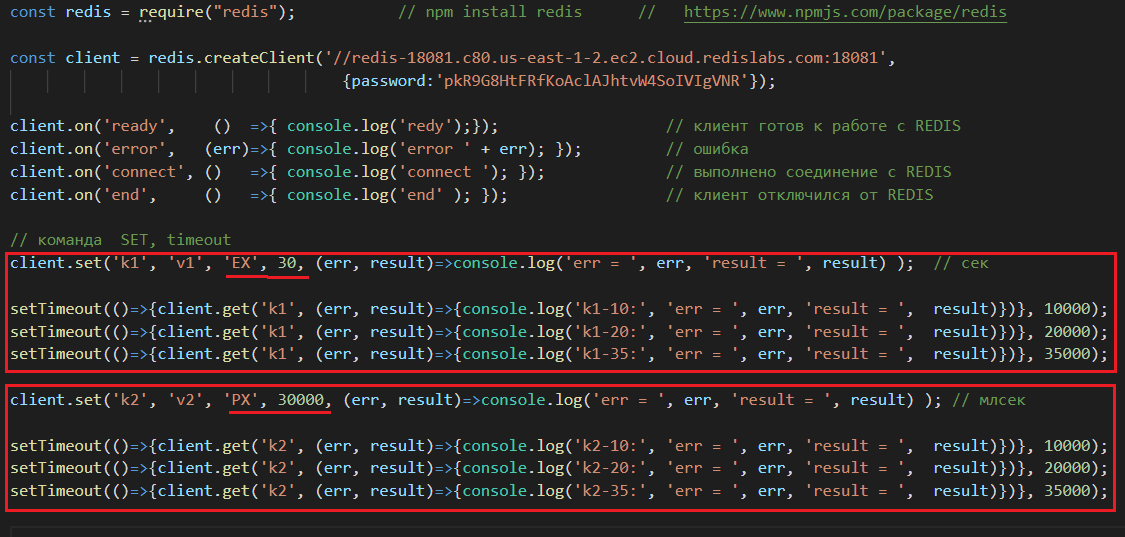 const redis = require("redis"); // npm install redis // https://www.npmjs.com/package/redis
const client = redis.createClient('//redis-18081.c80.us-east-1-2.ec2.cloud.redislabs.com:18081',
{password:'pkR9G8HtFRfKoAclAJhtvW4SoIVIgVNR'});
client.on('ready', () =>{ console.log('redy');}); // клиент готов к работе с REDIS
client.on('error', (err)=>{ console.log('error ' + err); }); // ошибка
client.on('connect', () =>{ console.log('connect '); }); // выполнено соединение с REDIS
client.on('end', () =>{ console.log('end' ); }); // клиент отключился от REDIS
// команда SET, timeout
client.set('k1', 'v1', 'EX', 30, (err, result)=>console.log('err = ', err, 'result = ', result) ); // сек
setTimeout(()=>{client.get('k1', (err, result)=>{console.log('k1-10:', 'err = ', err, 'result = ', result)})}, 10000);
setTimeout(()=>{client.get('k1', (err, result)=>{console.log('k1-20:', 'err = ', err, 'result = ', result)})}, 20000);
setTimeout(()=>{client.get('k1', (err, result)=>{console.log('k1-35:', 'err = ', err, 'result = ', result)})}, 35000);
client.set('k2', 'v2', 'PX', 30000, (err, result)=>console.log('err = ', err, 'result = ', result) ); // млсек
setTimeout(()=>{client.get('k2', (err, result)=>{console.log('k2-10:', 'err = ', err, 'result = ', result)})}, 10000);
setTimeout(()=>{client.get('k2', (err, result)=>{console.log('k2-20:', 'err = ', err, 'result = ', result)})}, 20000);
setTimeout(()=>{client.get('k2', (err, result)=>{console.log('k2-35:', 'err = ', err, 'result = ', result)})}, 35000);